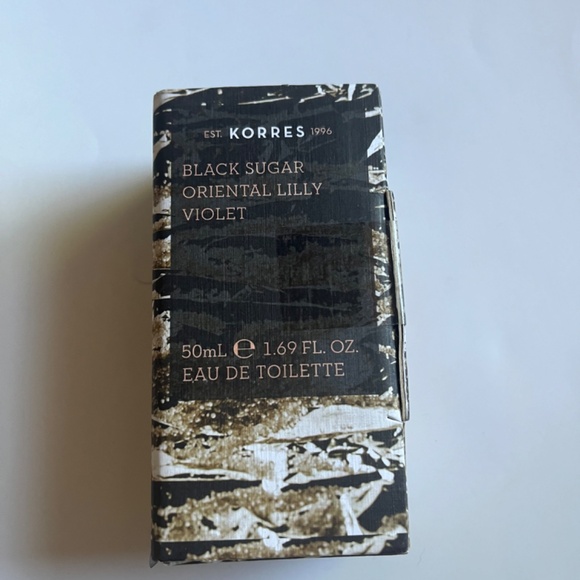 EST. KORRES 1996
BLACK SUGAR
ORIENTAL LILLY
VIOLET
50mL ℮ 1.69 FL. OZ.
EAU DE TOILETTE